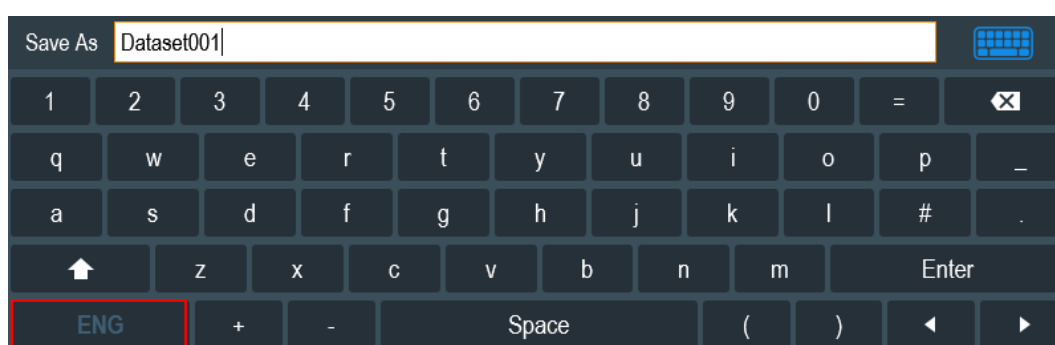 Save As Dataset001
1 2 3 4 5 6 7 8 9 0 =
q w e r t y u i o p _
a s d f g h j k l # .
z x c v b n m Enter
ENG + - Space ( )